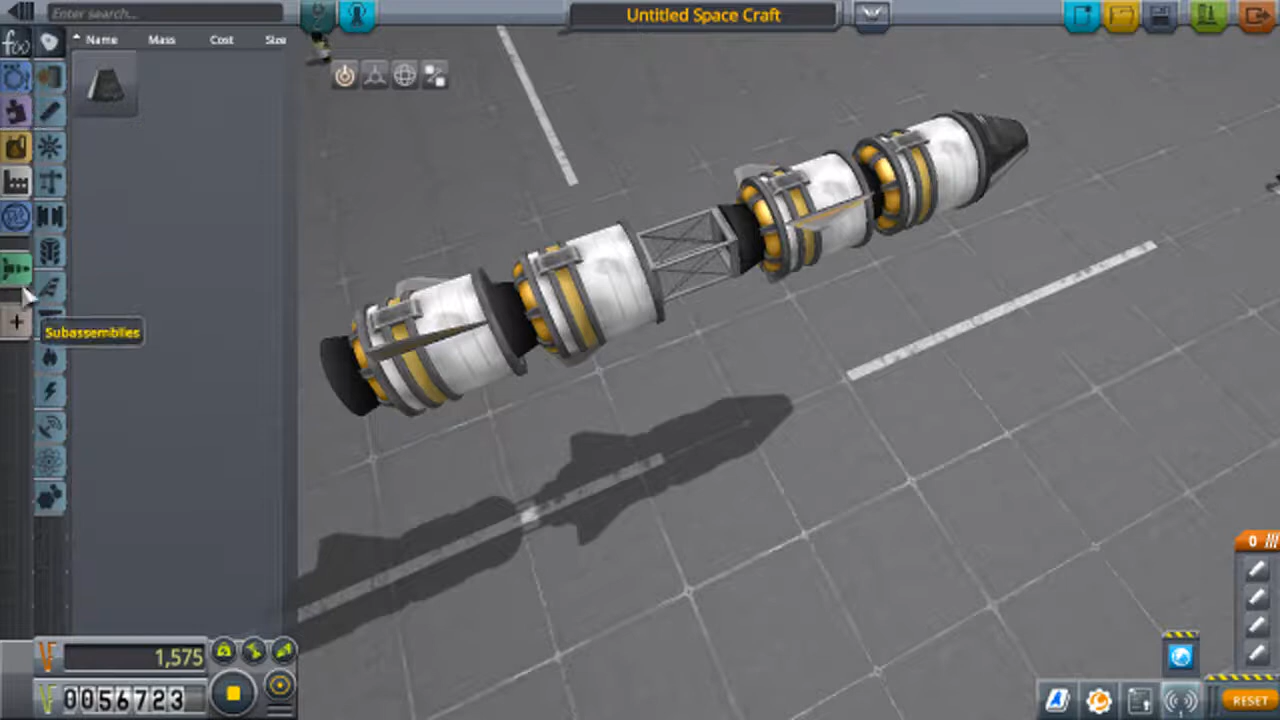 Enter search...
Untitled Space Craft
f(x)
Name Mass Cost Size
Subassemblies
0
1,575
0056723
RESET